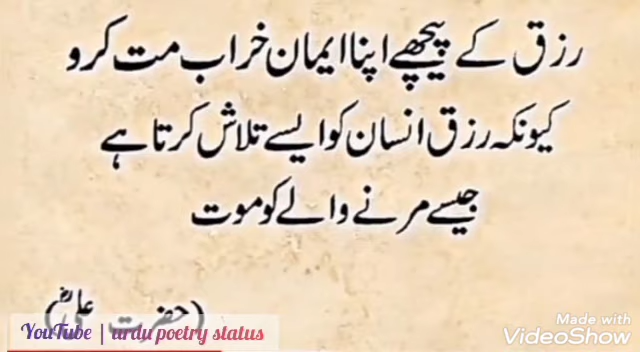 رزق کے پیچھے اپنا ایمان خراب مت کرو
کیونکہ رزق انسان کو ایسے تلاش کرتا ہے
جیسے مرنے والے کو موت
(حضرت علیؓ)
YouTube | urdu poetry status
Made with
VideoShow